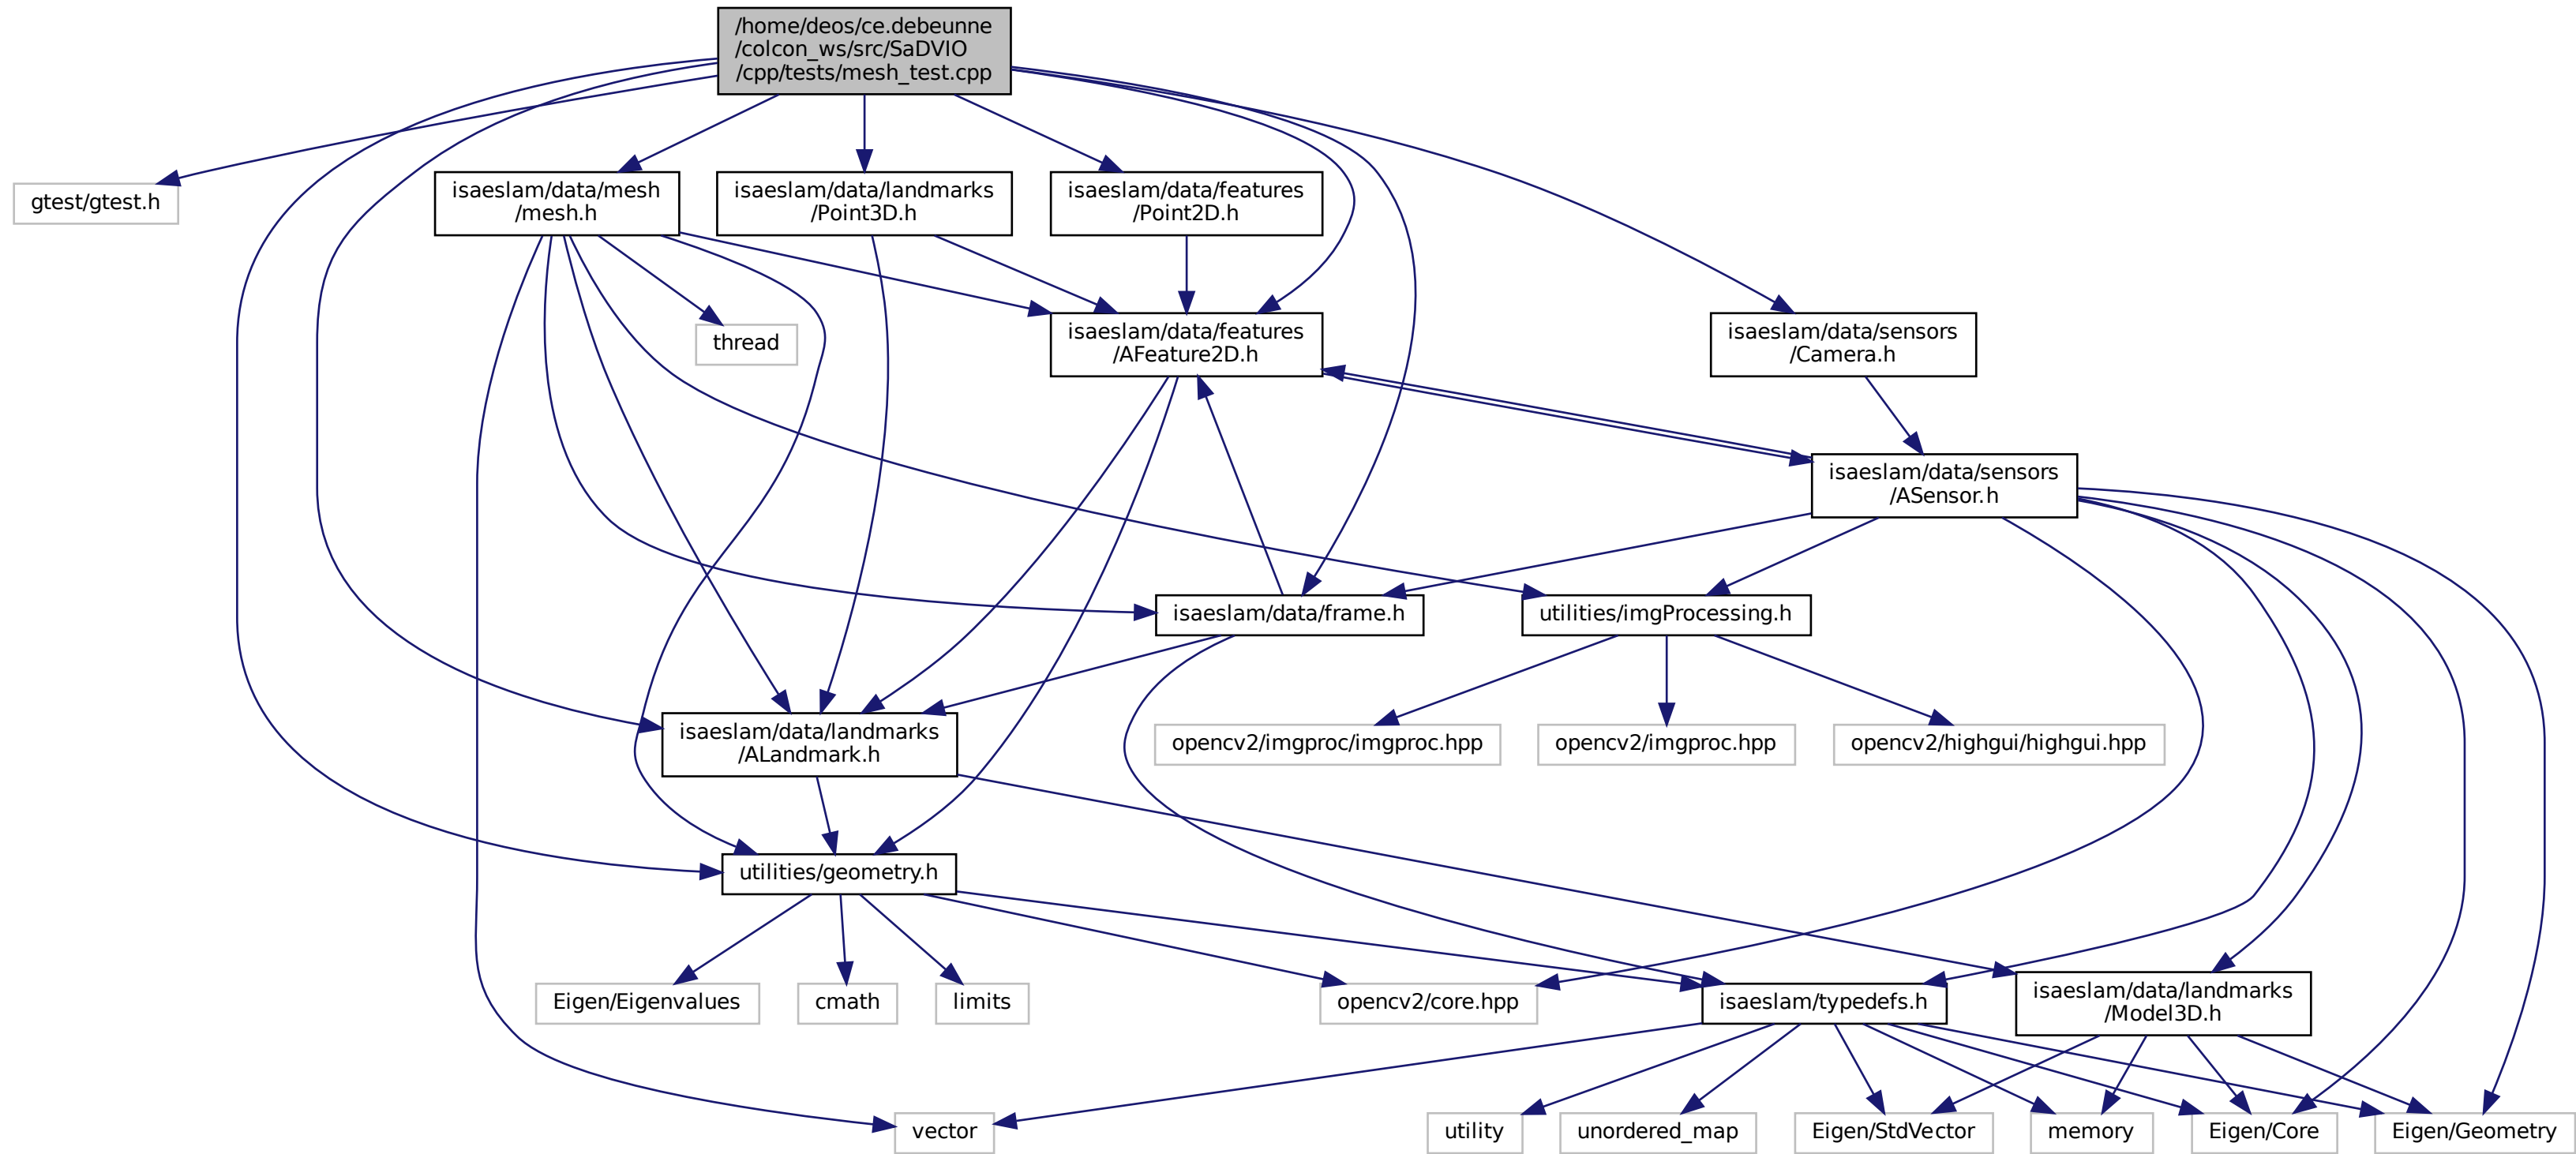 /home/deos/ce.debeunne
/colcon_ws/src/SaDVIO
/cpp/tests/mesh_test.cpp
gtest/gtest.h
isaeslam/data/mesh
/mesh.h
isaeslam/data/landmarks
/Point3D.h
isaeslam/data/features
/Point2D.h
thread
isaeslam/data/features
/AFeature2D.h
isaeslam/data/sensors
/Camera.h
isaeslam/data/sensors
/ASensor.h
isaeslam/data/frame.h
utilities/imgProcessing.h
isaeslam/data/landmarks
/ALandmark.h
opencv2/imgproc/imgproc.hpp
opencv2/imgproc.hpp
opencv2/highgui/highgui.hpp
utilities/geometry.h
Eigen/Eigenvalues
cmath
limits
opencv2/core.hpp
isaeslam/typedefs.h
isaeslam/data/landmarks
/Model3D.h
vector
utility
unordered_map
Eigen/StdVector
memory
Eigen/Core
Eigen/Geometry